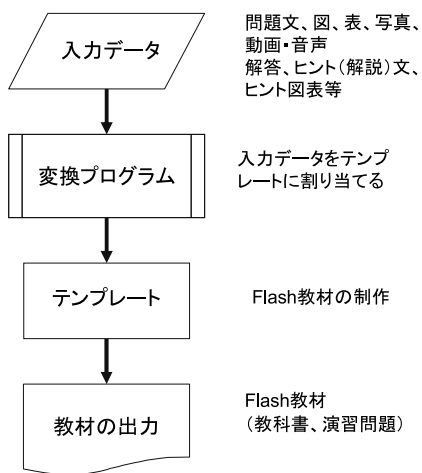 入力データ
問題文、図、表、写真、
動画・音声
解答、ヒント（解説）文、
ヒント図表等
変換プログラム
入力データをテンプ
レートに割り当てる
テンプレート
Flash教材の制作
教材の出力
Flash教材
（教科書、演習問題）